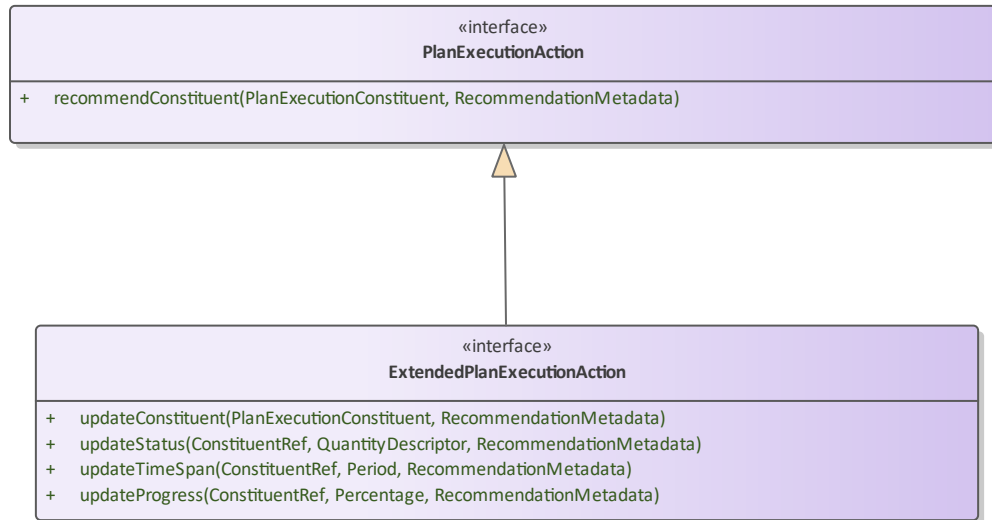 «interface»
PlanExecutionAction
+ recommendConstituent(PlanExecutionConstituent, RecommendationMetadata)
«interface»
ExtendedPlanExecutionAction
+ updateConstituent(PlanExecutionConstituent, RecommendationMetadata)
+ updateStatus(ConstituentRef, QuantityDescriptor, RecommendationMetadata)
+ updateTimeSpan(ConstituentRef, Period, RecommendationMetadata)
+ updateProgress(ConstituentRef, Percentage, RecommendationMetadata)